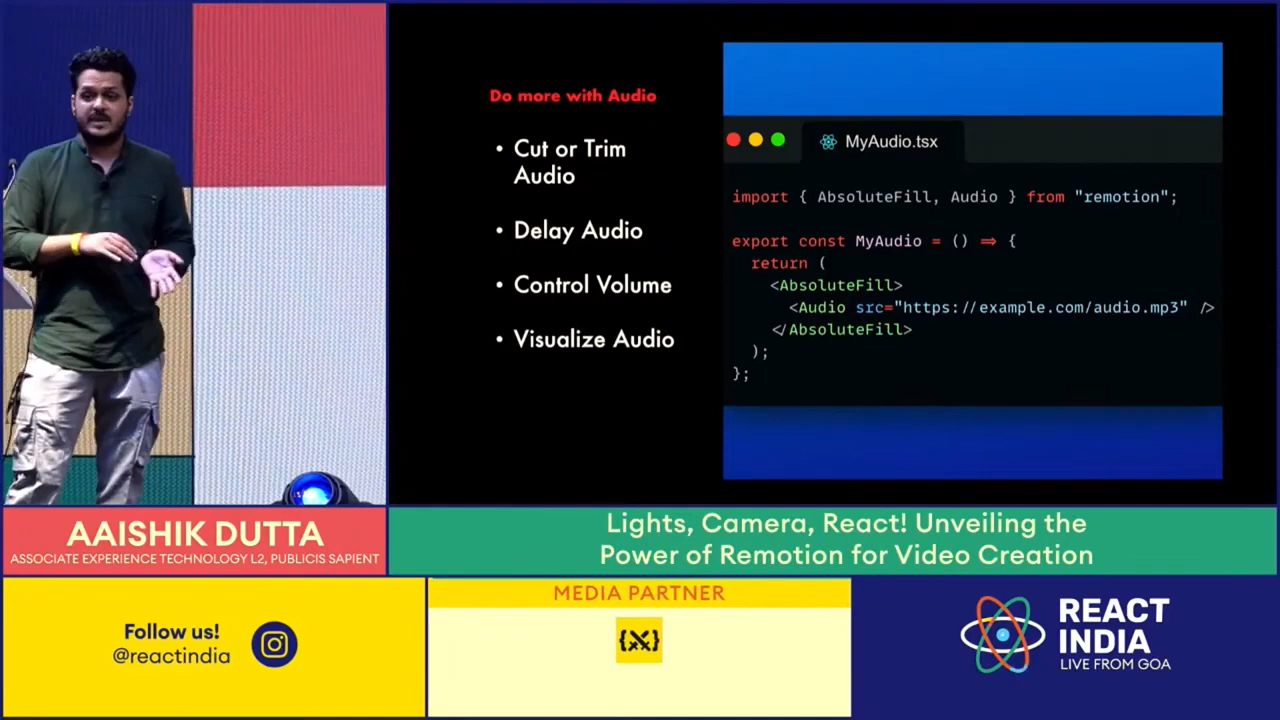 Do more with Audio
• Cut or Trim
Audio
• Delay Audio
• Control Volume
• Visualize Audio
MyAudio.tsx
import { AbsoluteFill, Audio } from "remotion";
export const MyAudio = () => {
return (
<AbsoluteFill>
<Audio src="https://example.com/audio.mp3" />
</AbsoluteFill>
);
};
AAISHIK DUTTA
ASSOCIATE EXPERIENCE TECHNOLOGY L2, PUBLICIS SAPIENT
Lights, Camera, React! Unveiling the
Power of Remotion for Video Creation
Follow us!
@reactindia
MEDIA PARTNER
{X}
REACT
INDIA
LIVE FROM GOA